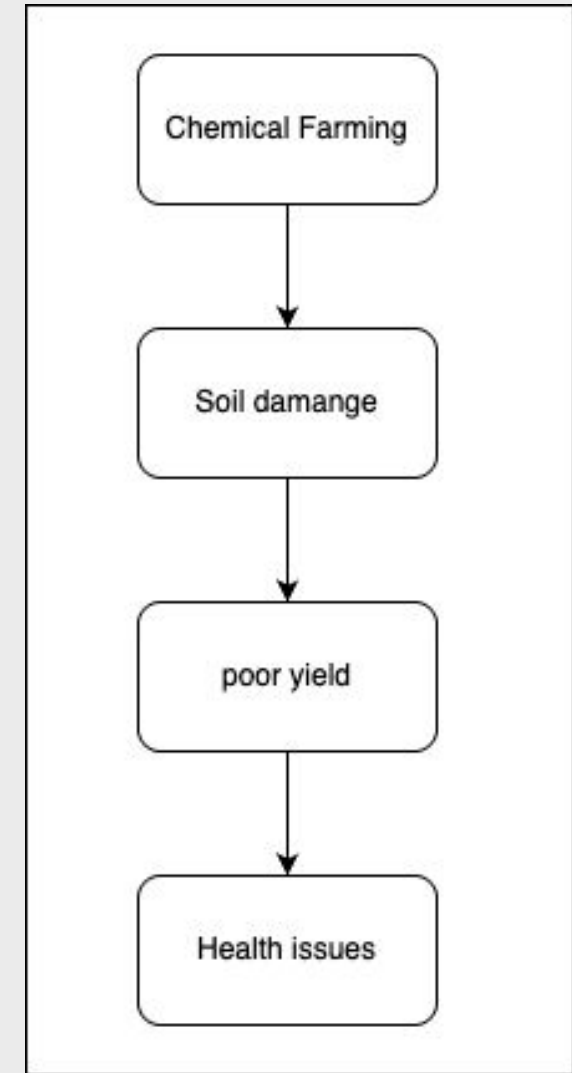 Chemical Farming
Soil damange
poor yield
Health issues